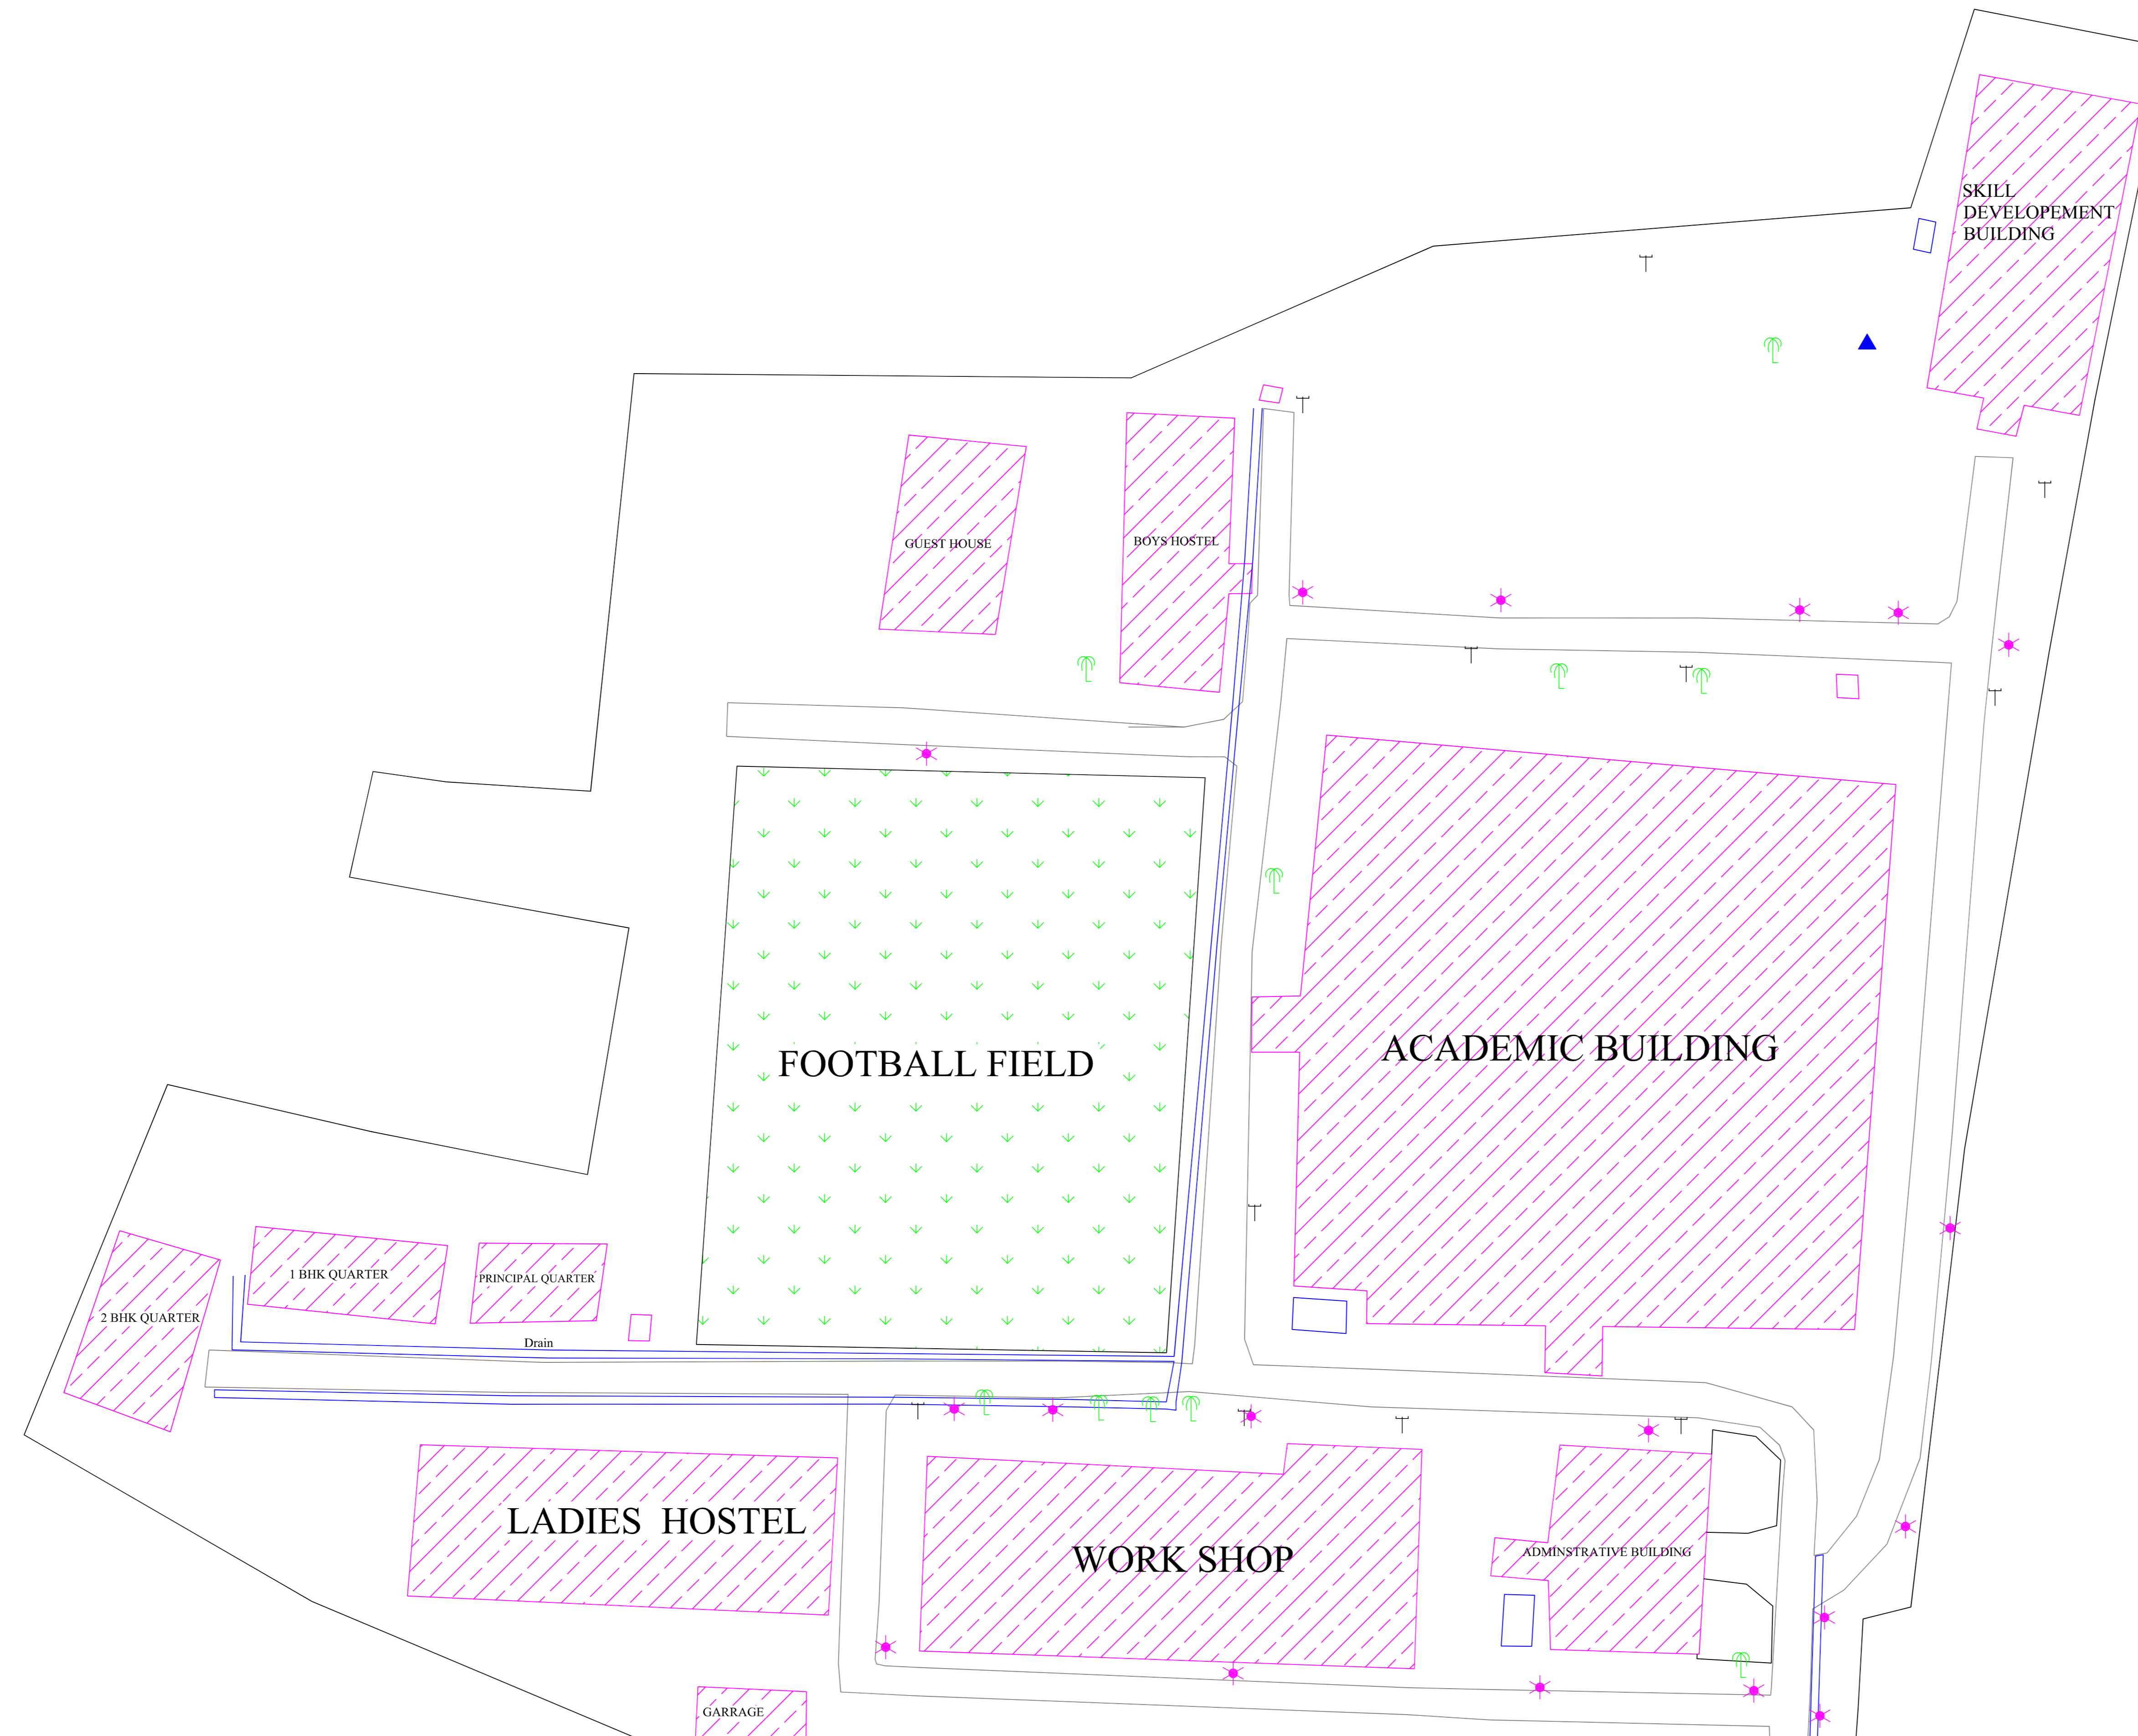 SKILL
DEVELOPEMENT
BUILDING
GUEST HOUSE
BOYS HOSTEL
FOOTBALL FIELD
ACADEMIC BUILDING
1 BHK QUARTER
PRINCIPAL QUARTER
2 BHK QUARTER
Drain
LADIES HOSTEL
WORK SHOP
ADMINSTRATIVE BUILDING
GARRAGE